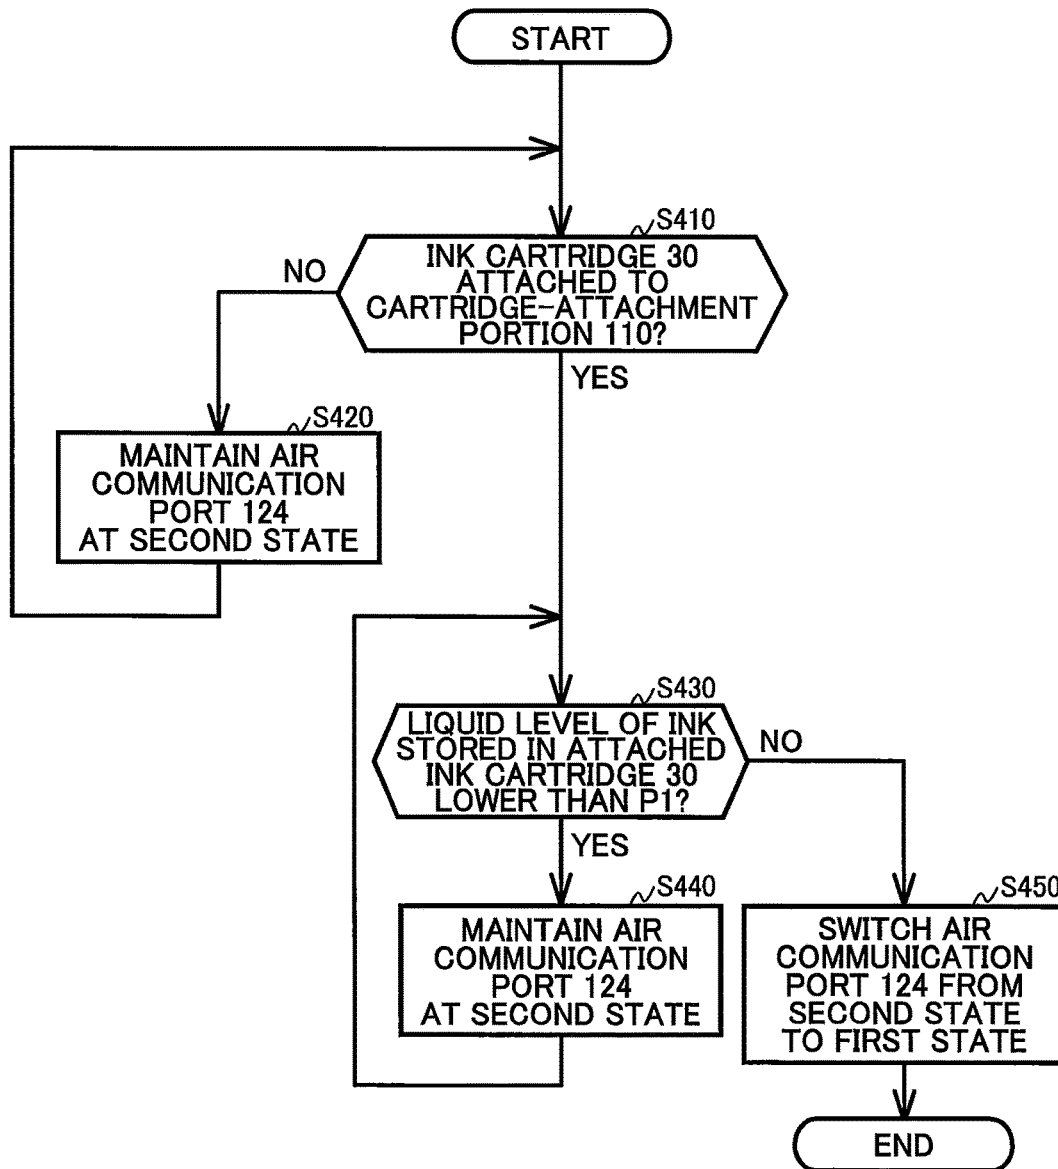 START
S410
INK CARTRIDGE 30
ATTACHED TO
CARTRIDGE-ATTACHMENT
PORTION 110?
NO
YES
S420
MAINTAIN AIR
COMMUNICATION
PORT 124
AT SECOND STATE
S430
LIQUID LEVEL OF INK
STORED IN ATTACHED
INK CARTRIDGE 30
LOWER THAN P1?
NO
YES
S440
MAINTAIN AIR
COMMUNICATION
PORT 124
AT SECOND STATE
S450
SWITCH AIR
COMMUNICATION
PORT 124 FROM
SECOND STATE
TO FIRST STATE
END